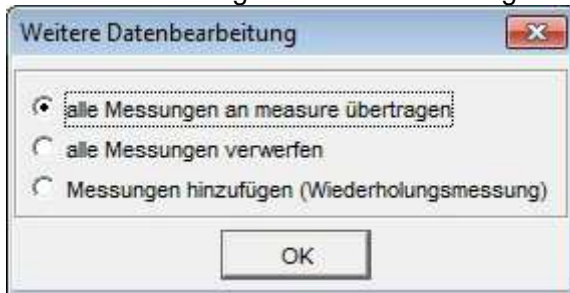 Weitere Datenbearbeitung
alle Messungen an measure übertragen
alle Messungen verwerfen
Messungen hinzufügen (Wiederholungsmessung)
OK